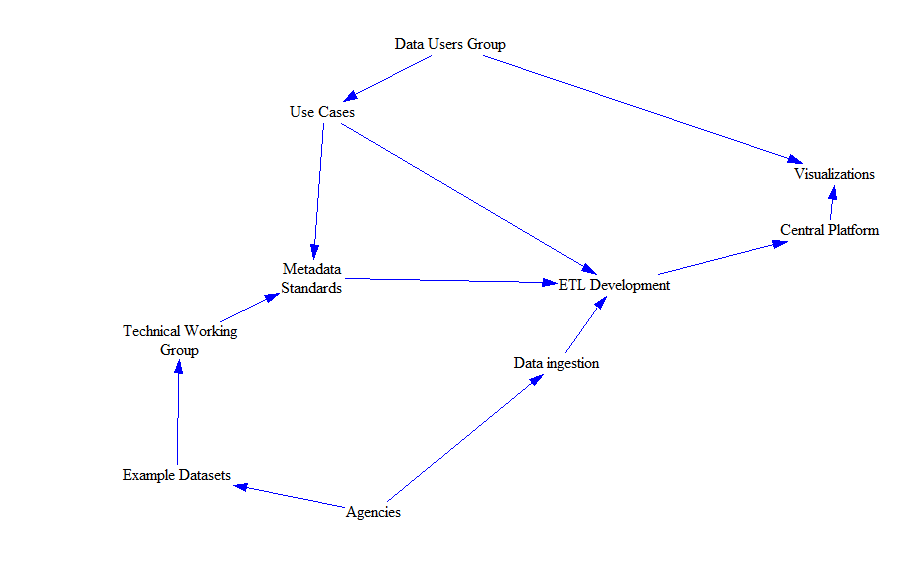 Data Users Group
Use Cases
Visualizations
Central Platform
Metadata
Standards
ETL Development
Technical Working
Group
Data ingestion
Example Datasets
Agencies